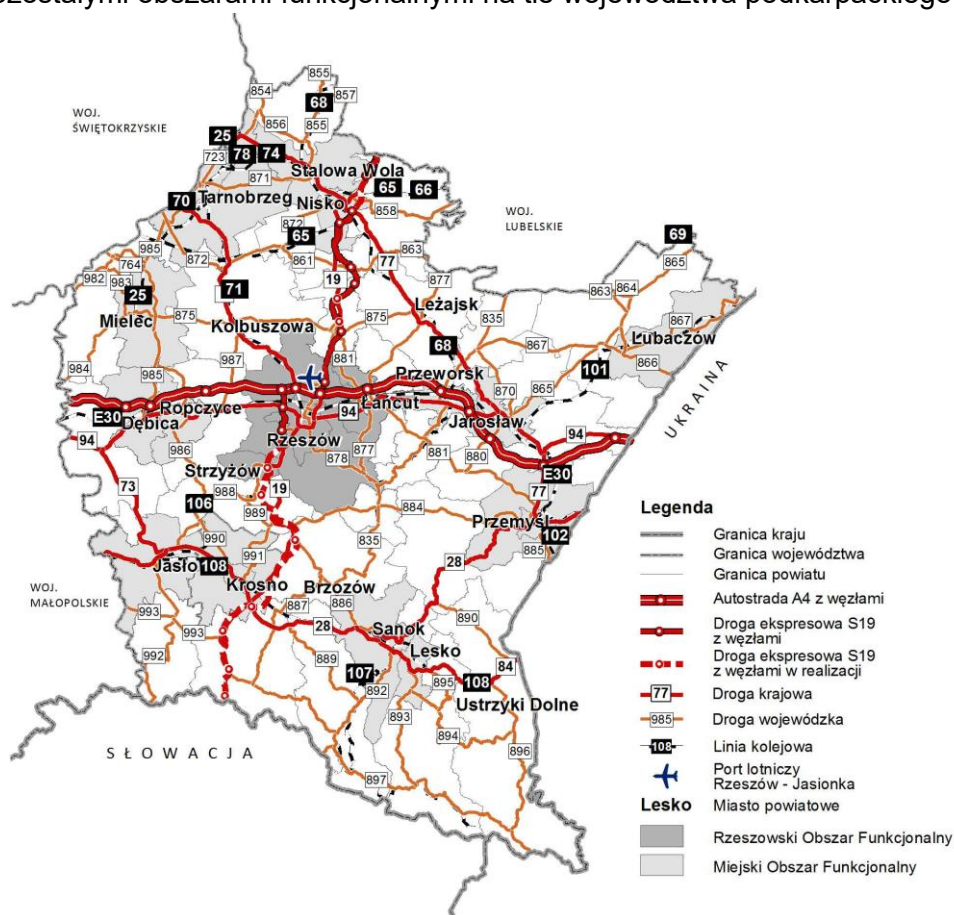 ozostałymi obszarami funkcjonalnymi na tle województwa podkarpackiego
855
854
857
68
WOJ.
ŚWIĘTOKRZYSKIE
856
855
25
78
74
723
871
Stalowa Wola
65
66
70
Tarnobrzeg
Nisko
858
WOJ.
LUBELSKIE
872
65
69
985
872
861
77
863
865
764
982
983
19
877
863
864
25
71
Leżajsk
867
Mielec
875
Kolbuszowa
875
835
68
867
Lubaczów
866
984
987
881
101
985
Przeworsk
865
870
E30
Ropczyce
Łańcut
94
Dębica
Jarosław
UKRAINA
94
Rzeszów
94
986
877
878
881
880
Strzyżów
E30
73
988
19
77
106
989
884
Przemyśl
102
990
991
835
885
28
Jasło
108
WOJ.
MAŁOPOLSKIE
Krosno
Brzozów
993
887
886
890
993
28
Sanok
992
889
Lesko
84
107
892
895
108
Ustrzyki Dolne
893
894
896
SŁOWACJA
897
Legenda
Granica kraju
Granica województwa
Granica powiatu
Autostrada A4 z węzłami
Droga ekspresowa S19
z węzłami
Droga ekspresowa S19
z węzłami w realizacji
77 Droga krajowa
985 Droga wojewódzka
108 Linia kolejowa
Port lotniczy
Rzeszów - Jasionka
Lesko Miasto powiatowe
Rzeszowski Obszar Funkcjonalny
Miejski Obszar Funkcjonalny